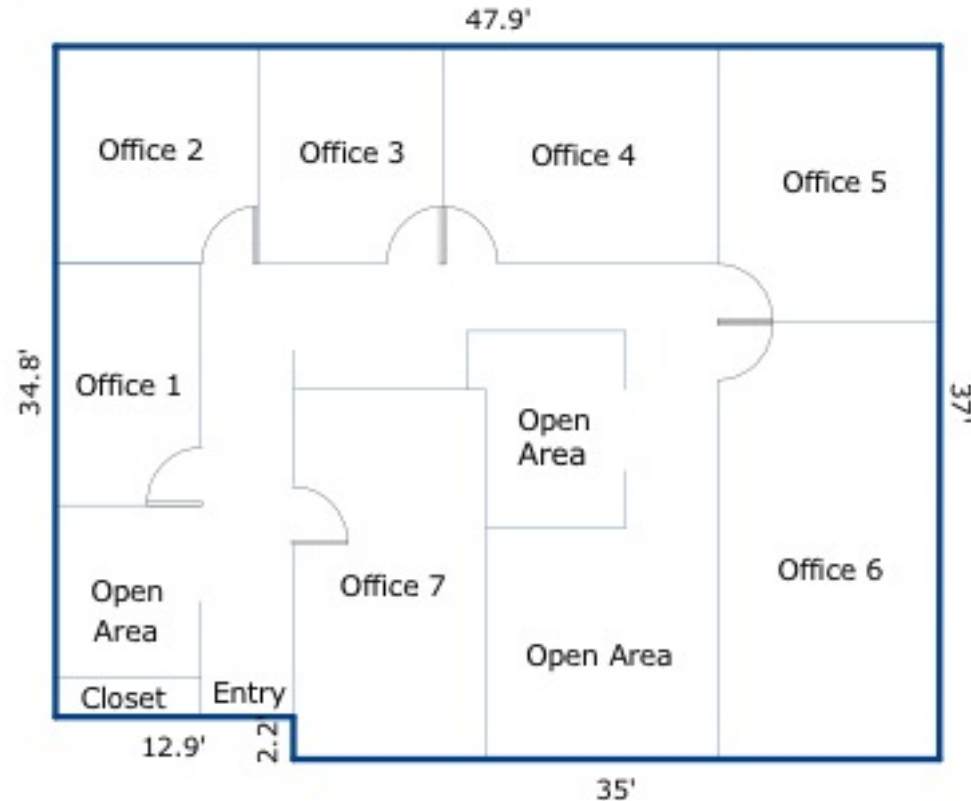 47.9'
Office 2
Office 3
Office 4
Office 5
34.8'
Office 1
37'
Open
Area
Office 7
Office 6
Open
Area
Open Area
Closet
Entry
12.9'
2.2'
35'